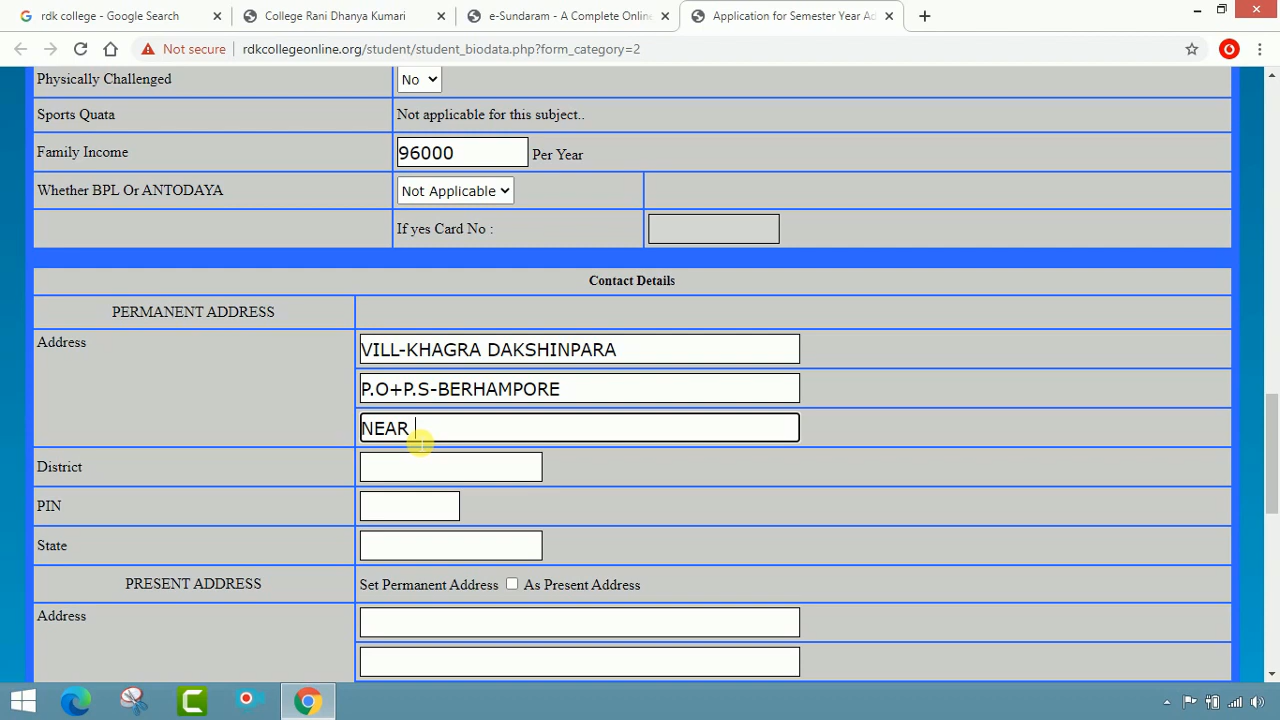 rdk college - Google Search
College Rani Dhanya Kumari
e-Sundaram - A Complete Online
Application for Semester Year Ad
Not secure
rdkcollegeonline.org/student/student_biodata.php?form_category=2
Physically Challenged
No
Sports Quata
Not applicable for this subject..
Family Income
96000
Per Year
Whether BPL Or ANTODAYA
Not Applicable
If yes Card No :
Contact Details
PERMANENT ADDRESS
Address
VILL-KHAGRA DAKSHINPARA
P.O+P.S-BERHAMPORE
NEAR
District
PIN
State
PRESENT ADDRESS
Set Permanent Address
As Present Address
Address